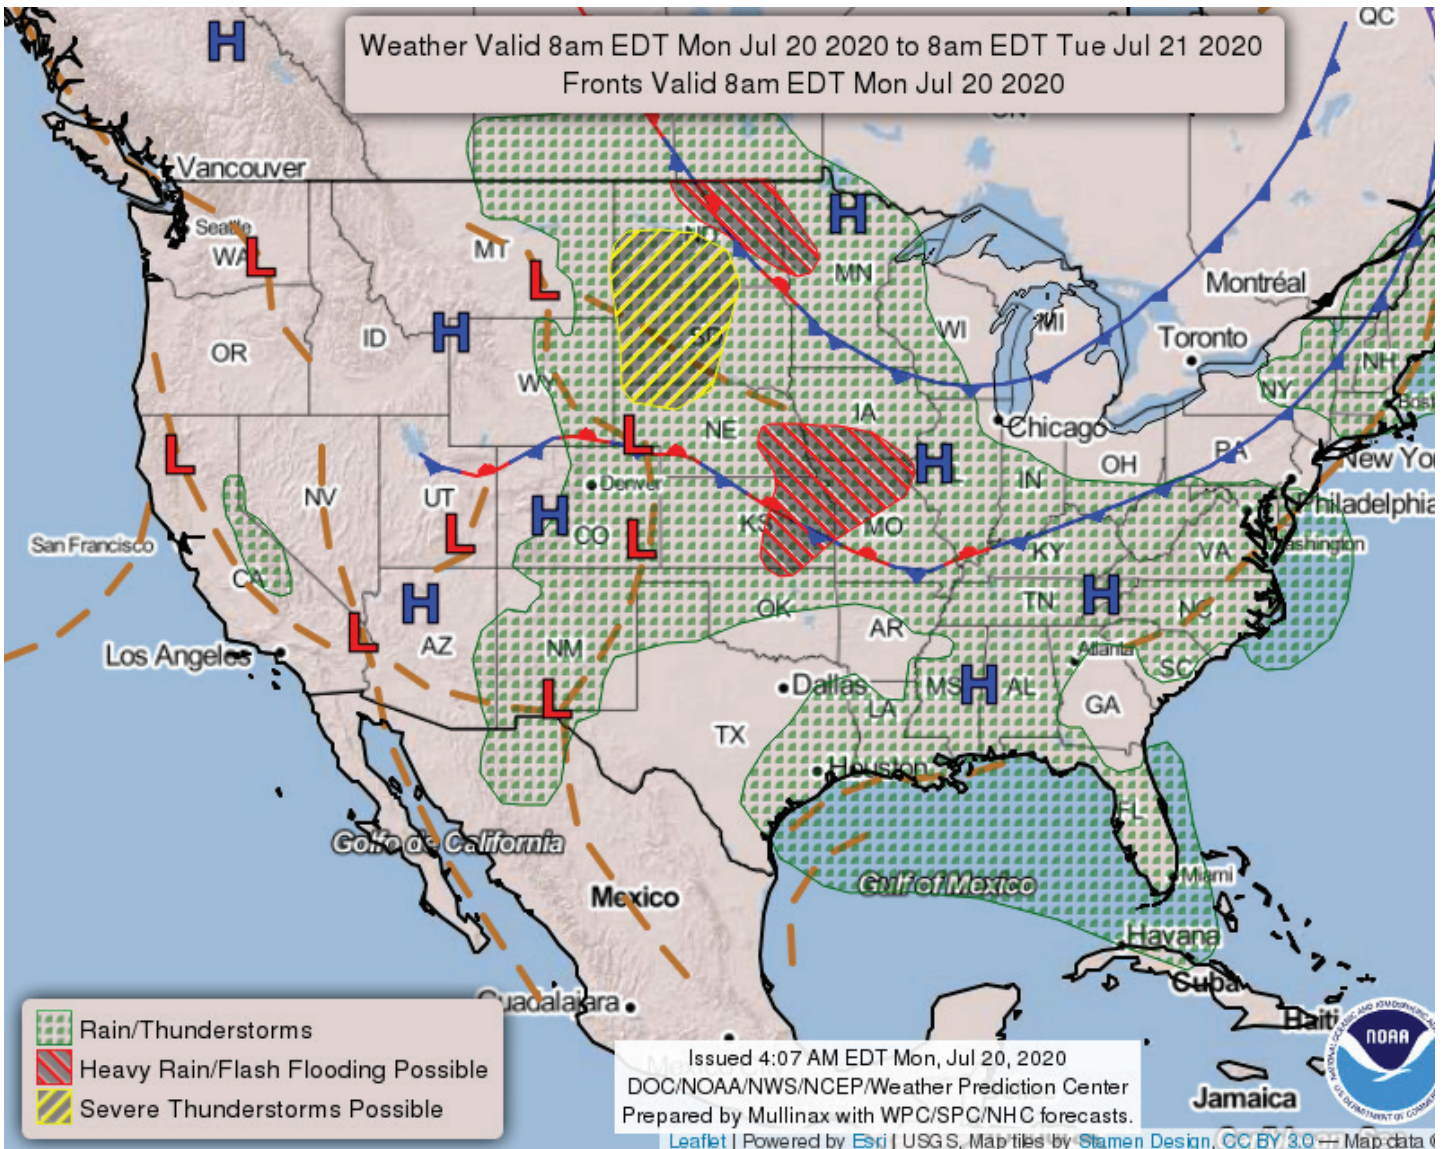 QC
Weather Valid 8am EDT Mon Jul 20 2020 to 8am EDT Tue Jul 21 2020
Fronts Valid 8am EDT Mon Jul 20 2020
H
Vancouver
Seattle
WA
L
MT
L
ND
H
MN
Montréal
OR
ID
H
SD
WI
MI
Toronto
NH
WY
NY
IA
Bost
Chicago
L
NV
UT
L
NE
H
IN
OH
PA
New Yo
Denver
Philadelphia
H
CO
L
KS
MO
KY
VA
Washington
San Francisco
L
CA
H
OK
TN
H
NC
AR
Los Angeles
L
AZ
NM
Atlanta
SC
Dallas
MS
H
AL
GA
L
LA
TX
Houston
FL
Golfo de California
Gulf of Mexico
Miami
Mexico
Havana
Cuba
Guadalajara
Haiti
Rain/Thunderstorms
Heavy Rain/Flash Flooding Possible
Severe Thunderstorms Possible
NOAA
Mexico City
Issued 4:07 AM EDT Mon, Jul 20, 2020
DOC/NOAA/NWS/NCEP/Weather Prediction Center
Prepared by Mullinax with WPC/SPC/NHC forecasts.
Jamaica
Leaflet | Powered by Esri | USGS, Map tiles by Stamen Design, CC BY 3.0 — Map data ©